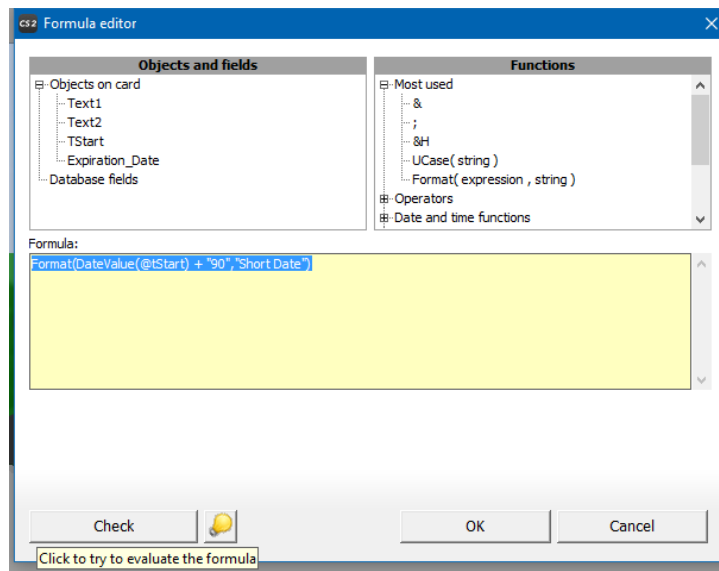 CS2 Formula editor
Objects and fields
Objects on card
Text1
Text2
TStart
Expiration_Date
Database fields
Functions
Most used
&
;
&H
UCase( string )
Format( expression , string )
Operators
Date and time functions
Formula:
Format(DateValue(@tStart) + "90","Short Date")
Check
OK
Cancel
Click to try to evaluate the formula